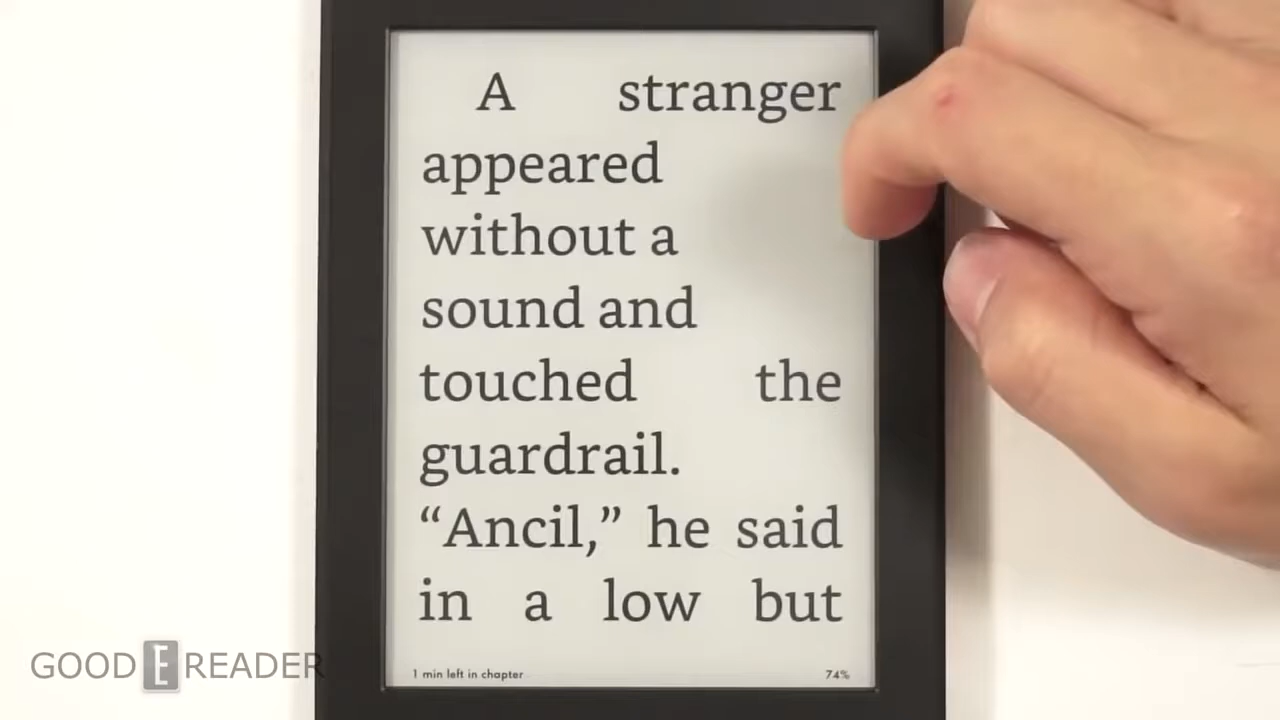 A stranger
appeared
without a
sound and
touched the
guardrail.
“Ancil,” he said
in a low but
1 min left in chapter 74%
GOOD E READER